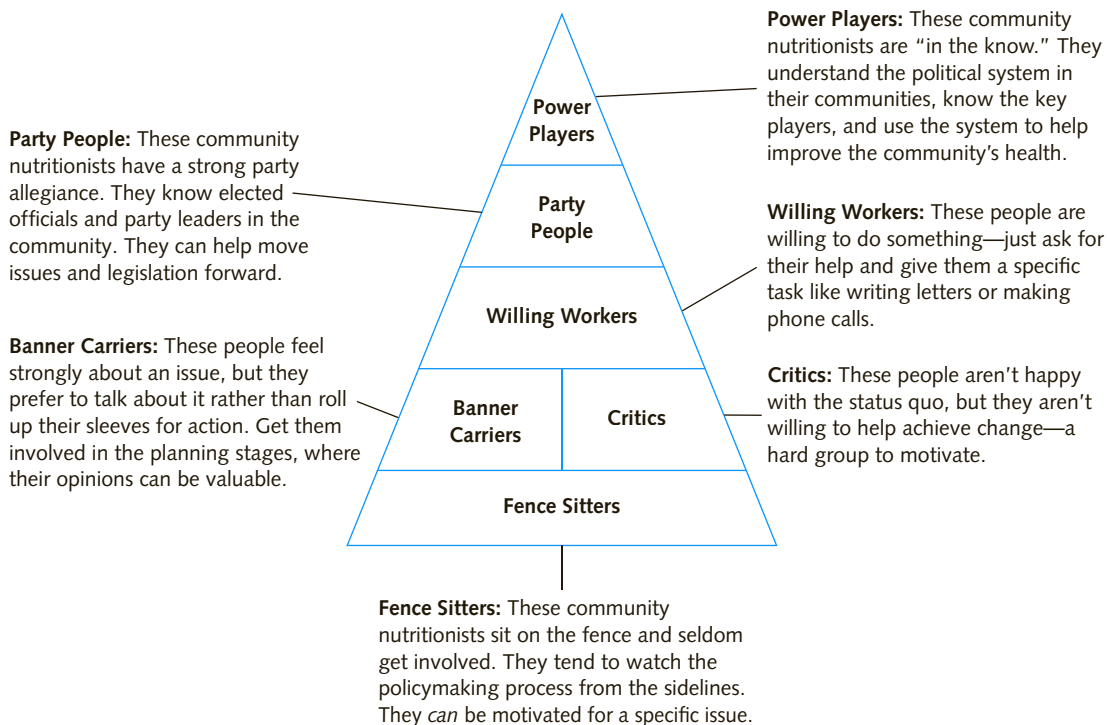 Power Players: These community
nutritionists are “in the know.” They
understand the political system in
their communities, know the key
players, and use the system to help
improve the community’s health.
Power
Players
Party People: These community
nutritionists have a strong party
allegiance. They know elected
officials and party leaders in the
community. They can help move
issues and legislation forward.
Party
People
Willing Workers: These people are
willing to do something—just ask for
their help and give them a specific
task like writing letters or making
phone calls.
Willing Workers
Banner Carriers: These people feel
strongly about an issue, but they
prefer to talk about it rather than roll
up their sleeves for action. Get them
involved in the planning stages, where
their opinions can be valuable.
Banner
Carriers
Critics
Critics: These people aren’t happy
with the status quo, but they aren’t
willing to help achieve change—a
hard group to motivate.
Fence Sitters
Fence Sitters: These community
nutritionists sit on the fence and seldom
get involved. They tend to watch the
policymaking process from the sidelines.
They can be motivated for a specific issue.